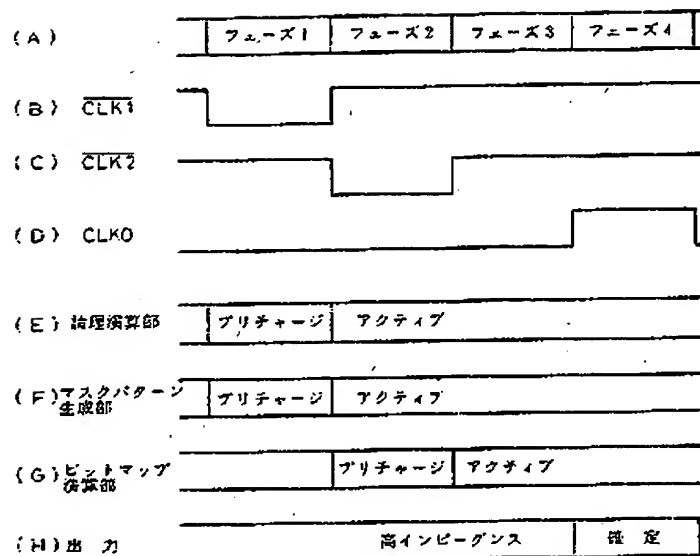 (A) フェーズ1 フェーズ2 フェーズ3 フェーズ4
(B) CLK1
(C) CLK2
(D) CLK0
(E) 論理演算部 プリチャージ アクティブ
(F) マスクパターン
生成部 プリチャージ アクティブ
(G) ビットマップ
演算部 プリチャージ アクティブ
(H) 出力 高インピーダンス 確定